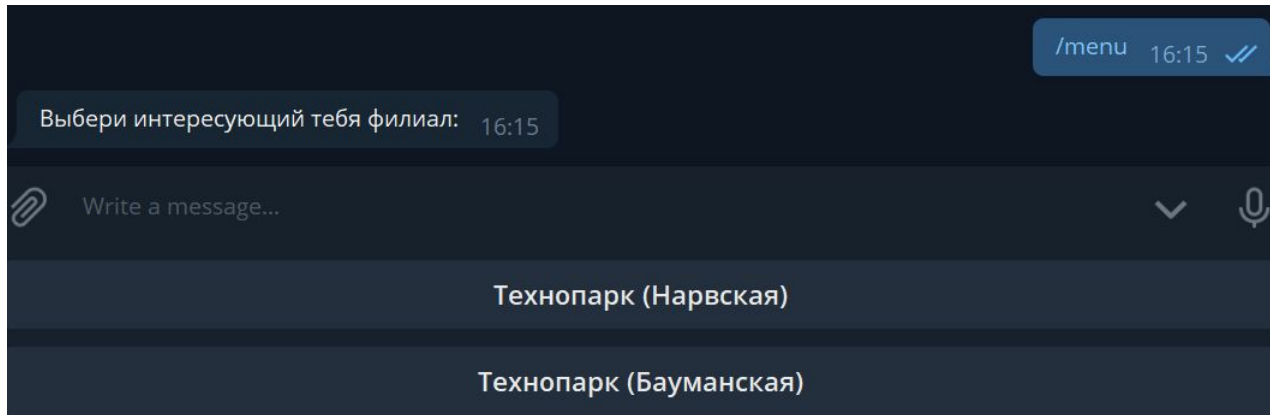 /menu 16:15
Выбери интересующий тебя филиал: 16:15
Write a message...
Технопарк (Нарвская)
Технопарк (Бауманская)